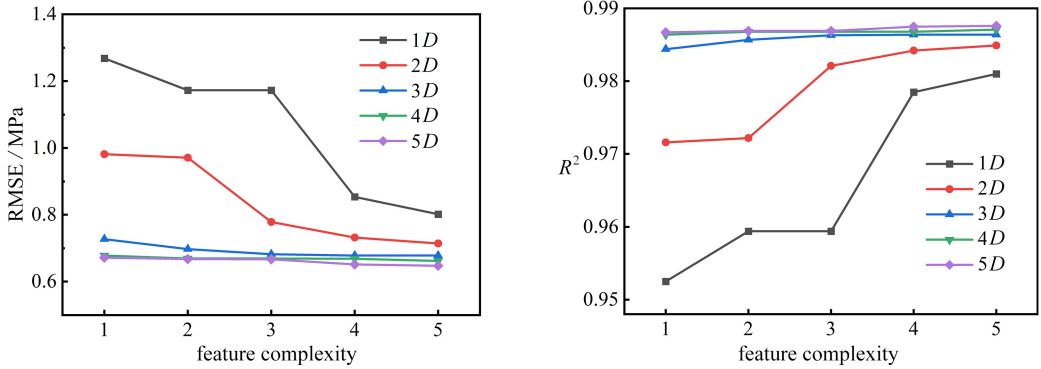 1.4
1.2
1.0
0.8
0.6
RMSE / MPa
1D
2D
3D
4D
5D
1 2 3 4 5
feature complexity
0.99
0.98
0.97
0.96
0.95
R²
1D
2D
3D
4D
5D
1 2 3 4 5
feature complexity